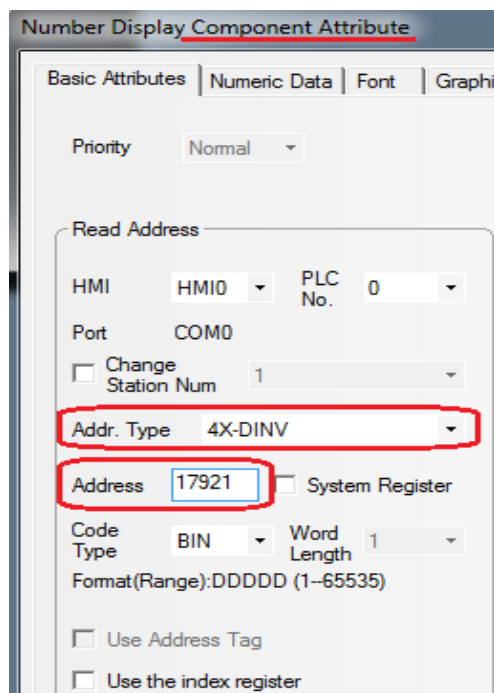 Number Display Component Attribute
Basic Attributes Numeric Data Font Graphi
Priority Normal
Read Address
HMI HMI0 PLC No. 0
Port COM0
Change Station Num 1
Addr. Type 4X-DINV
Address 17921 System Register
Code Type BIN Word Length 1
Format(Range):DDDDD (1--65535)
Use Address Tag
Use the index register